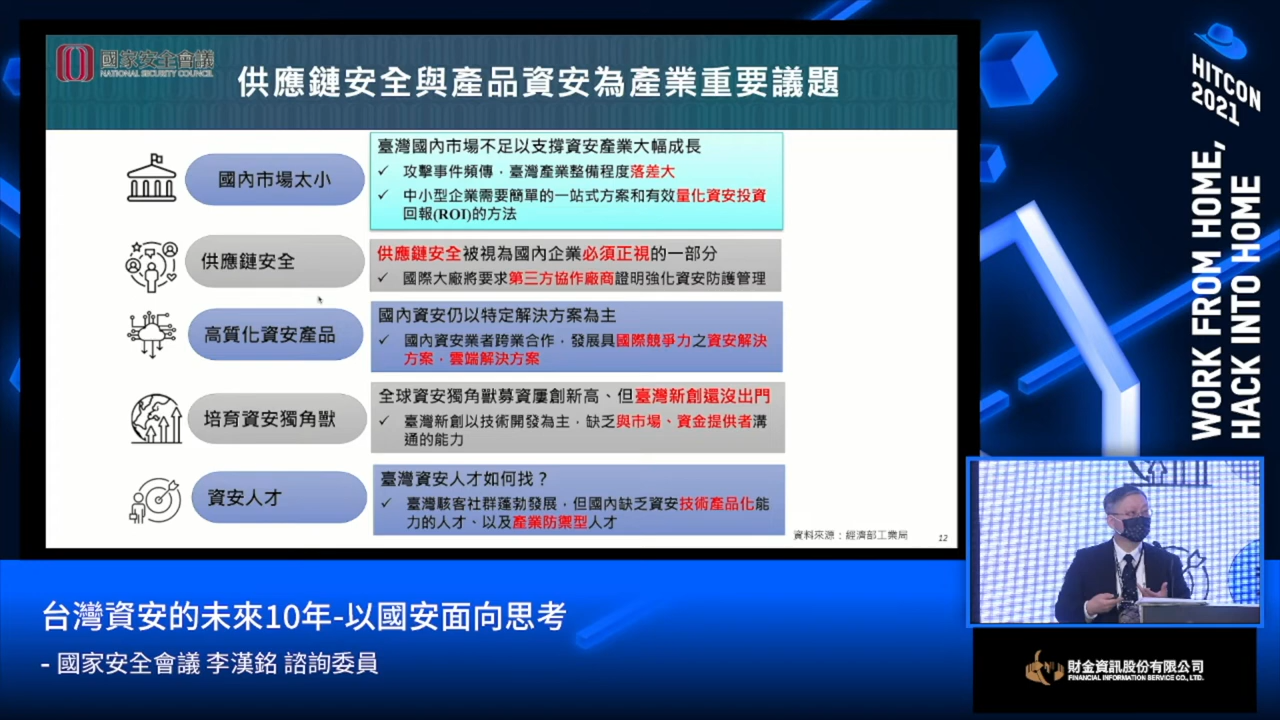 國家安全會議
NATIONAL SECURITY COUNCIL
供應鏈安全與產品資安為產業重要議題
國內市場太小
臺灣國內市場不足以支撐資安產業大幅成長
✓ 攻擊事件頻傳，臺灣產業整備程度落差大
✓ 中小型企業需要簡單的一站式方案和有效量化資安投資
回報(ROI)的方法
供應鏈安全
供應鏈安全被視為國內企業必須正視的一部分
✓ 國際大廠將要求第三方協作廠商證明強化資安防護管理
高質化資安產品
國內資安仍以特定解決方案為主
✓ 國內資安業者跨業合作，發展具國際競爭力之資安解決
方案，雲端解決方案
培育資安獨角獸
全球資安獨角獸募資屢創新高、但臺灣新創還沒出門
✓ 臺灣新創以技術開發為主，缺乏與市場、資金提供者溝
通的能力
資安人才
臺灣資安人才如何找？
✓ 臺灣駭客社群蓬勃發展，但國內缺乏資安技術產品化能
力的人才、以及產業防禦型人才
資料來源：經濟部工業局
12
HITCON
2021
WORK FROM HOME,
HACK INTO HOME
台灣資安的未來10年-以國安面向思考
- 國家安全會議 李漢銘 諮詢委員
財金資訊股份有限公司
FINANCIAL INFORMATION SERVICE CO., LTD.